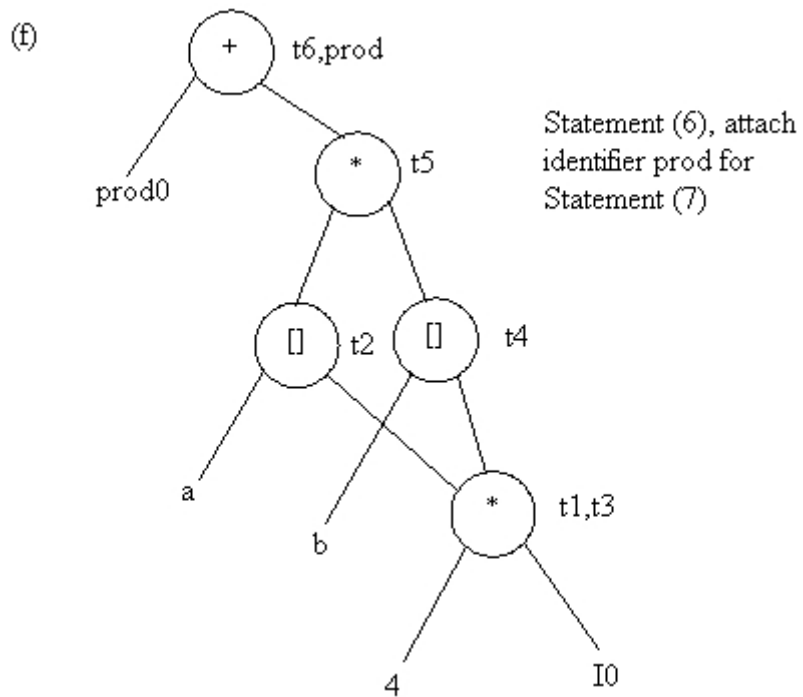 (f)
+
t6,prod
Statement (6), attach
identifier prod for
Statement (7)
*
t5
prod0
[]
t2
[]
t4
a
b
*
t1,t3
4
I0